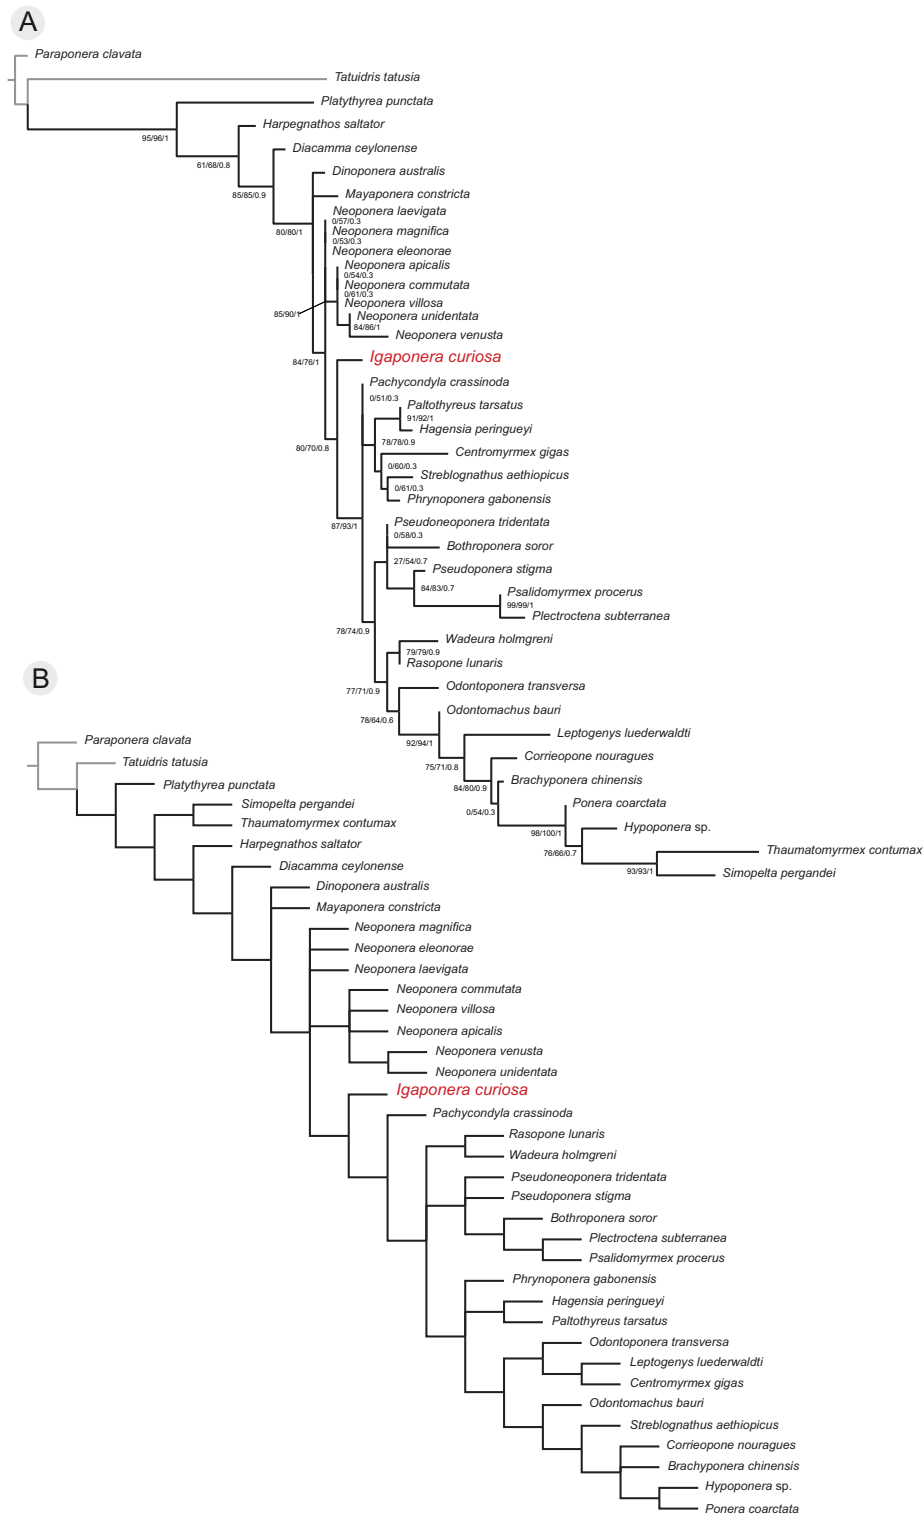 A
Paraponera clavata
Tatuidris tatusia
Platythyrea punctata
95/96/1
Harpegnathos saltator
61/68/0.8
Diacamma ceylonense
85/85/0.9
Dinoponera australis
Mayaponera constricta
Neoponera laevigata
0/57/0.3
Neoponera magnifica
80/80/1
0/53/0.3
Neoponera eleonorae
Neoponera apicalis
0/54/0.3
Neoponera commutata
0/61/0.3
Neoponera villosa
85/90/1
Neoponera unidentata
84/86/1
Neoponera venusta
Igaponera curiosa
84/76/1
Pachycondyla crassinoda
0/51/0.3
Paltothyreus tarsatus
91/92/1
Hagensia peringueyi
78/78/0.9
80/70/0.8
Centromyrmex gigas
0/60/0.3
Streblognathus aethiopicus
0/61/0.3
Phrynoponera gabonensis
87/93/1
Pseudoneoponera tridentata
0/58/0.3
Bothroponera soror
27/54/0.7
Pseudoponera stigma
84/83/0.7
Psalidomyrmex procerus
99/99/1
Plectroctena subterranea
78/74/0.9
Wadeura holmgreni
79/79/0.9
Rasopone lunaris
77/71/0.9
Odontoponera transversa
Odontomachus bauri
78/64/0.6
Leptogenys luederwaldti
92/94/1
Corrieopone nouragues
75/71/0.8
Brachyponera chinensis
84/80/0.9
Ponera coarctata
0/54/0.3
Hypoponera sp.
98/100/1
Thaumatomyrmex contumax
76/66/0.7
Simopelta pergandei
93/93/1
B
Paraponera clavata
Tatuidris tatusia
Platythyrea punctata
Simopelta pergandei
Thaumatomyrmex contumax
Harpegnathos saltator
Diacamma ceylonense
Dinoponera australis
Mayaponera constricta
Neoponera magnifica
Neoponera eleonorae
Neoponera laevigata
Neoponera commutata
Neoponera villosa
Neoponera apicalis
Neoponera venusta
Neoponera unidentata
Igaponera curiosa
Pachycondyla crassinoda
Rasopone lunaris
Wadeura holmgreni
Pseudoneoponera tridentata
Pseudoponera stigma
Bothroponera soror
Plectroctena subterranea
Psalidomyrmex procerus
Phrynoponera gabonensis
Hagensia peringueyi
Paltothyreus tarsatus
Odontoponera transversa
Leptogenys luederwaldti
Centromyrmex gigas
Odontomachus bauri
Streblognathus aethiopicus
Corrieopone nouragues
Brachyponera chinensis
Hypoponera sp.
Ponera coarctata